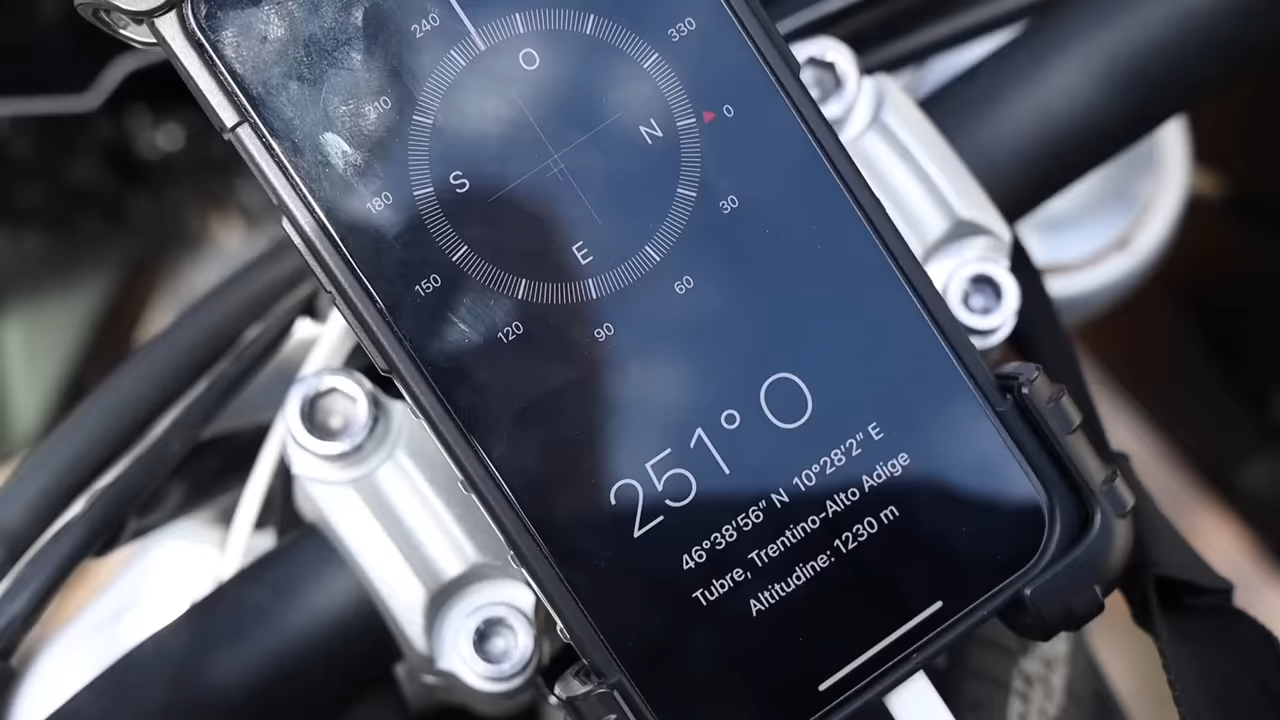 240
330
O
210
0
N
S
180
30
E
150
60
120
90
251° O
46°38'56" N 10°28'2" E
Tubre, Trentino-Alto Adige
Altitudine: 1230 m